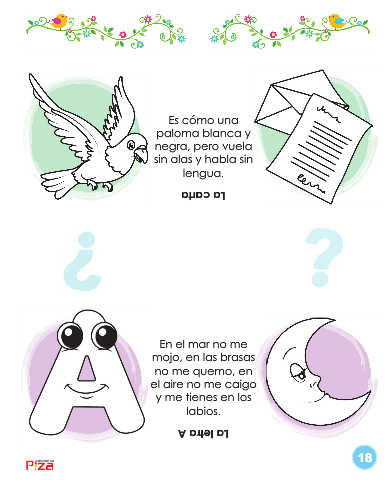 Es cómo una
paloma blanca y
negra, pero vuela
sin alas y habla sin
lengua.
La carta
¿ ?
En el mar no me
mojo, en las brasas
no me quemo, en
el aire no me caigo
y me tienes en los
labios.
La letra A
PIZA
18